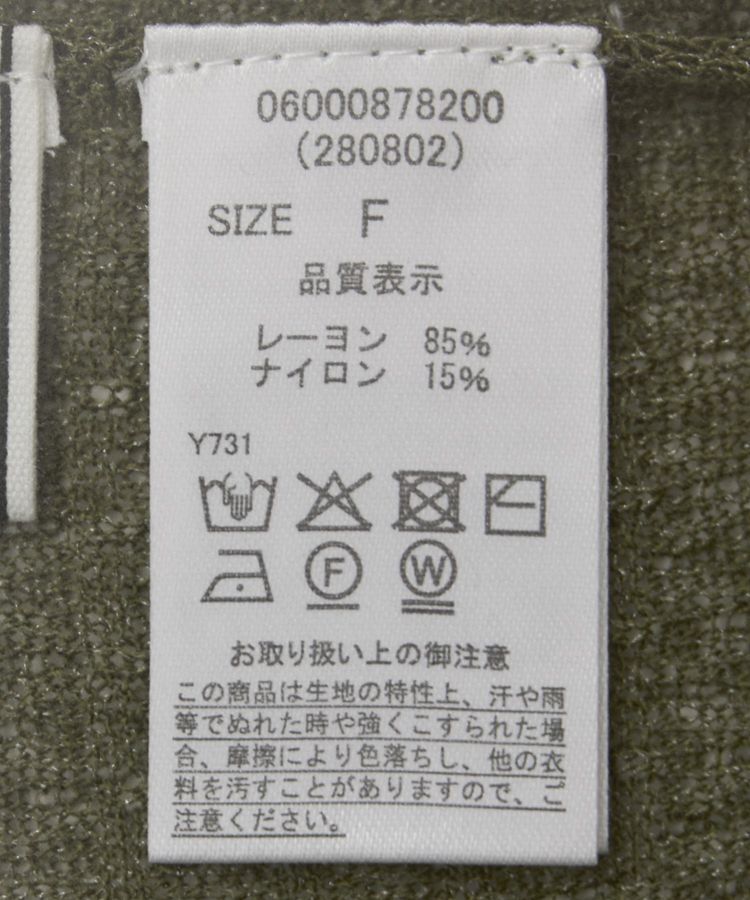 06000878200
(280802)
SIZE F
品質表示
レーヨン 85%
ナイロン 15%
Y731
F W
お取り扱い上の御注意
この商品は生地の特性上、汗や雨
等でぬれた時や強くこすられた場
合、摩擦により色落ちし、他の衣
料を汚すことがありますので、ご
注意ください。